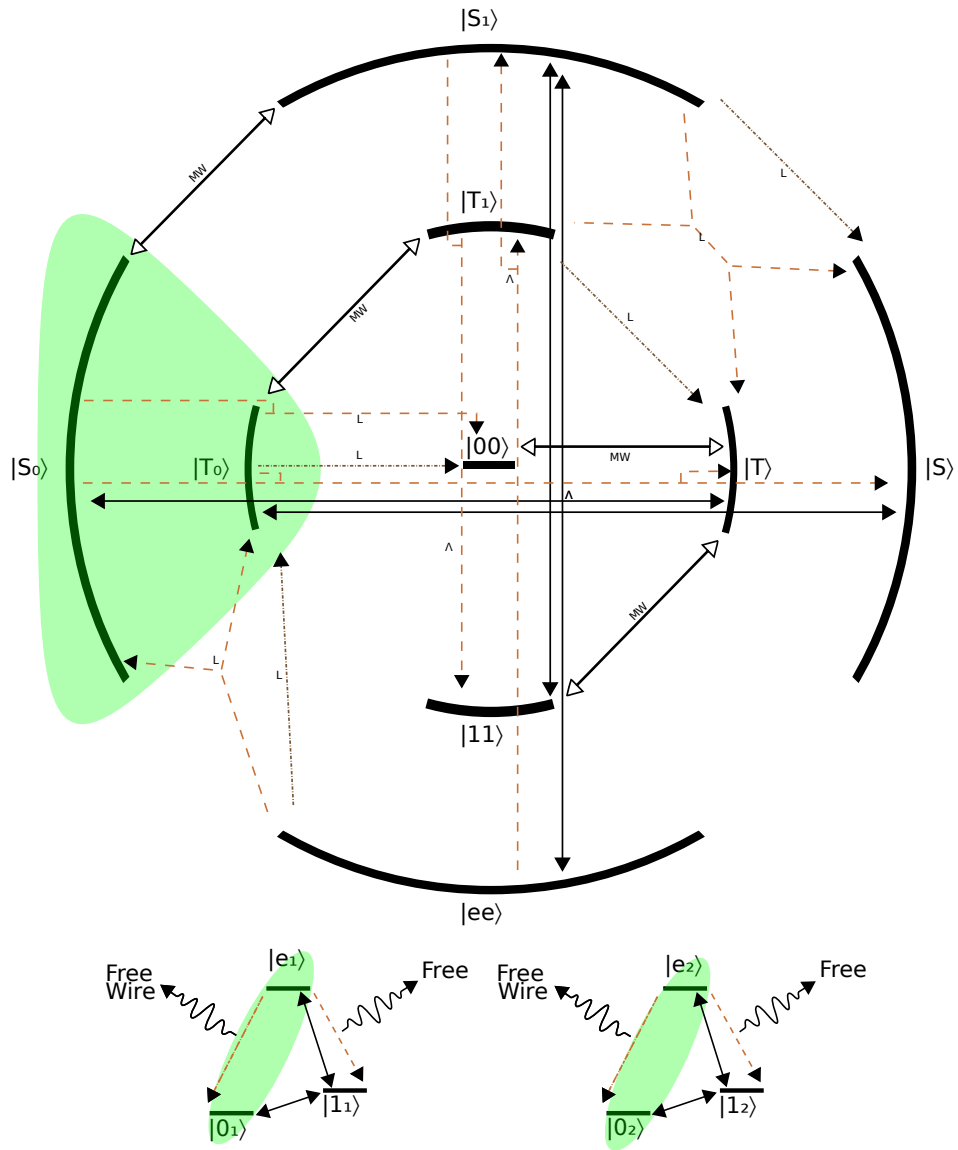 |S₁⟩
MW
L
|T₁⟩
L
Λ
MW
L
L
|00⟩
|S₀⟩
|T₀⟩
L
MW
|T⟩
|S⟩
Λ
Λ
MW
L
L
|11⟩
|ee⟩
|e₁⟩
Free
Wire
Free
|1₁⟩
|0₁⟩
|e₂⟩
Free
Wire
Free
|1₂⟩
|0₂⟩